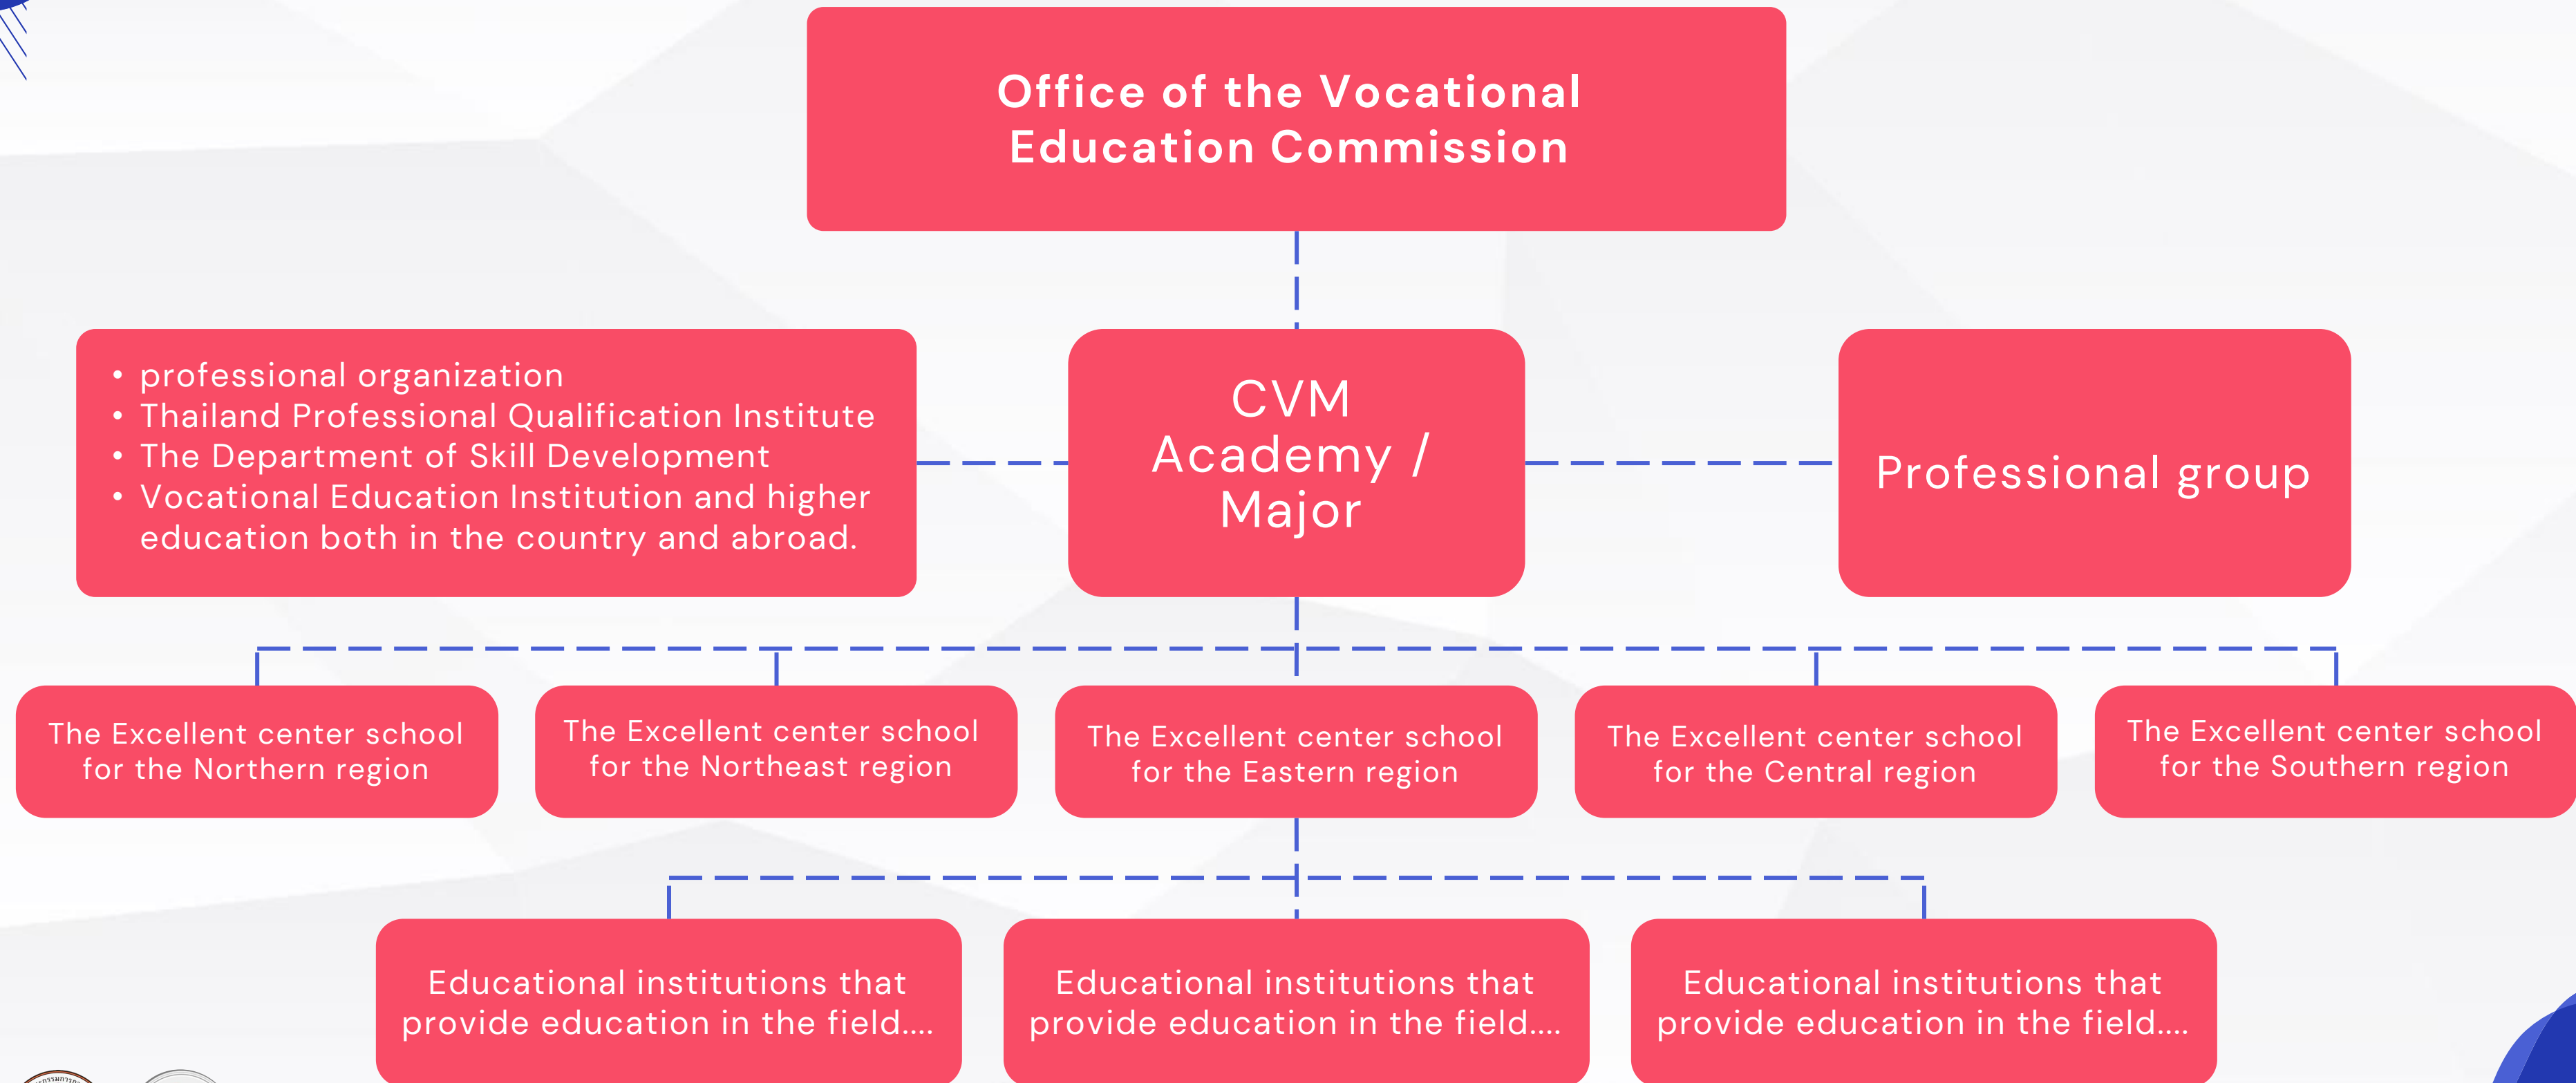 Office of the Vocational
Education Commission
• professional organization
• Thailand Professional Qualification Institute
• The Department of Skill Development
• Vocational Education Institution and higher
education both in the country and abroad.
CVM
Academy /
Major
Professional group
The Excellent center school
for the Northern region
The Excellent center school
for the Northeast region
The Excellent center school
for the Eastern region
The Excellent center school
for the Central region
The Excellent center school
for the Southern region
Educational institutions that
provide education in the field....
Educational institutions that
provide education in the field....
Educational institutions that
provide education in the field....